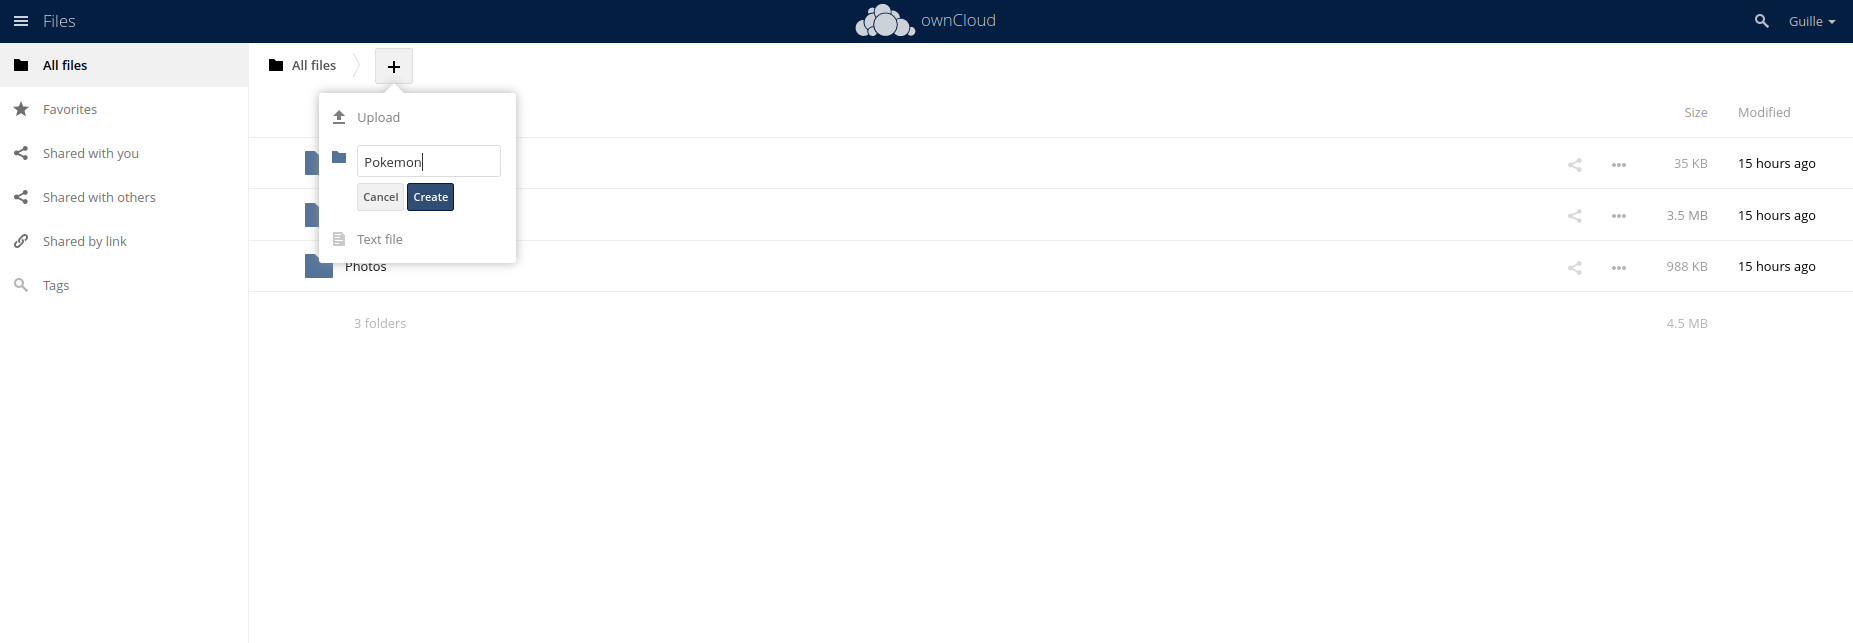 Files
ownCloud
Guille
All files
Favorites
Shared with you
Shared with others
Shared by link
Tags
All files
+
Upload
Pokemon
Cancel Create
Text file
Size Modified
35 KB 15 hours ago
3.5 MB 15 hours ago
Photos 988 KB 15 hours ago
3 folders 4.5 MB